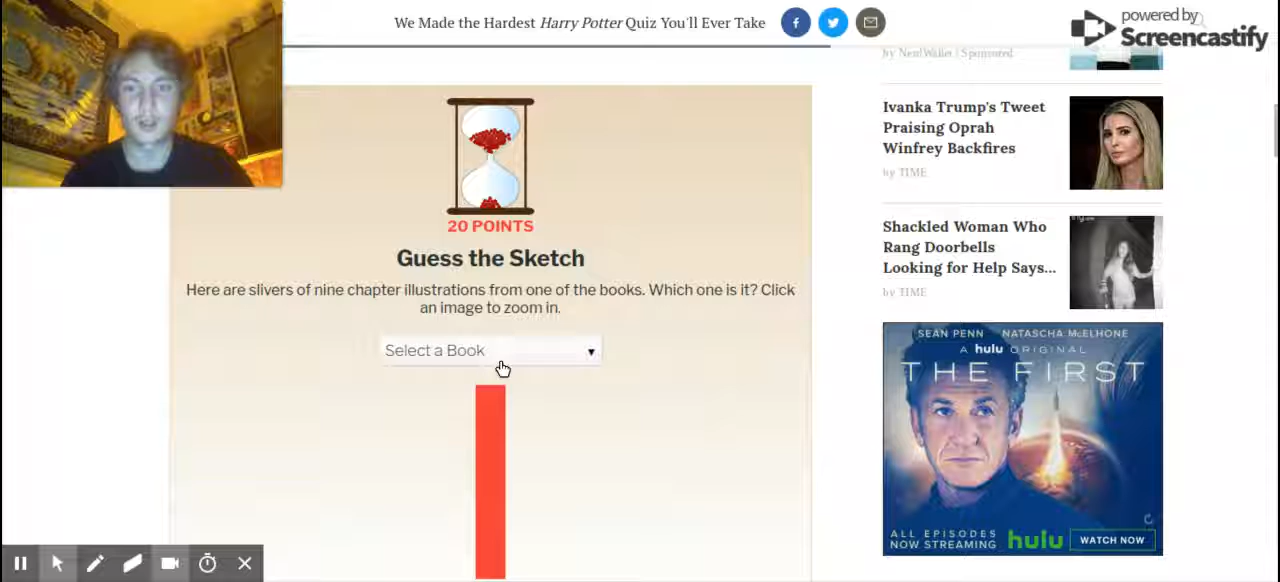 We Made the Hardest Harry Potter Quiz You'll Ever Take
powered by
Screencastify
by NerdWallet | Sponsored
20 POINTS
Guess the Sketch
Here are slivers of nine chapter illustrations from one of the books. Which one is it? Click
an image to zoom in.
Select a Book
Ivanka Trump's Tweet
Praising Oprah
Winfrey Backfires
by TIME
Shackled Woman Who
Rang Doorbells
Looking for Help Says...
by TIME
SEAN PENN NATASCHA McELHONE
A hulu ORIGINAL
THE FIRST
ALL EPISODES
NOW STREAMING
hulu
WATCH NOW